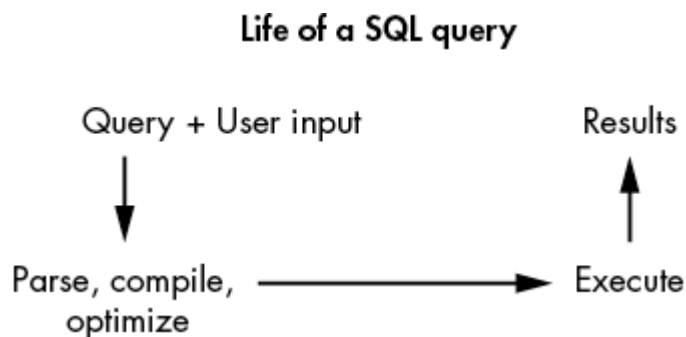 Life of a SQL query
Query + User input
Results
Parse, compile,
optimize
Execute